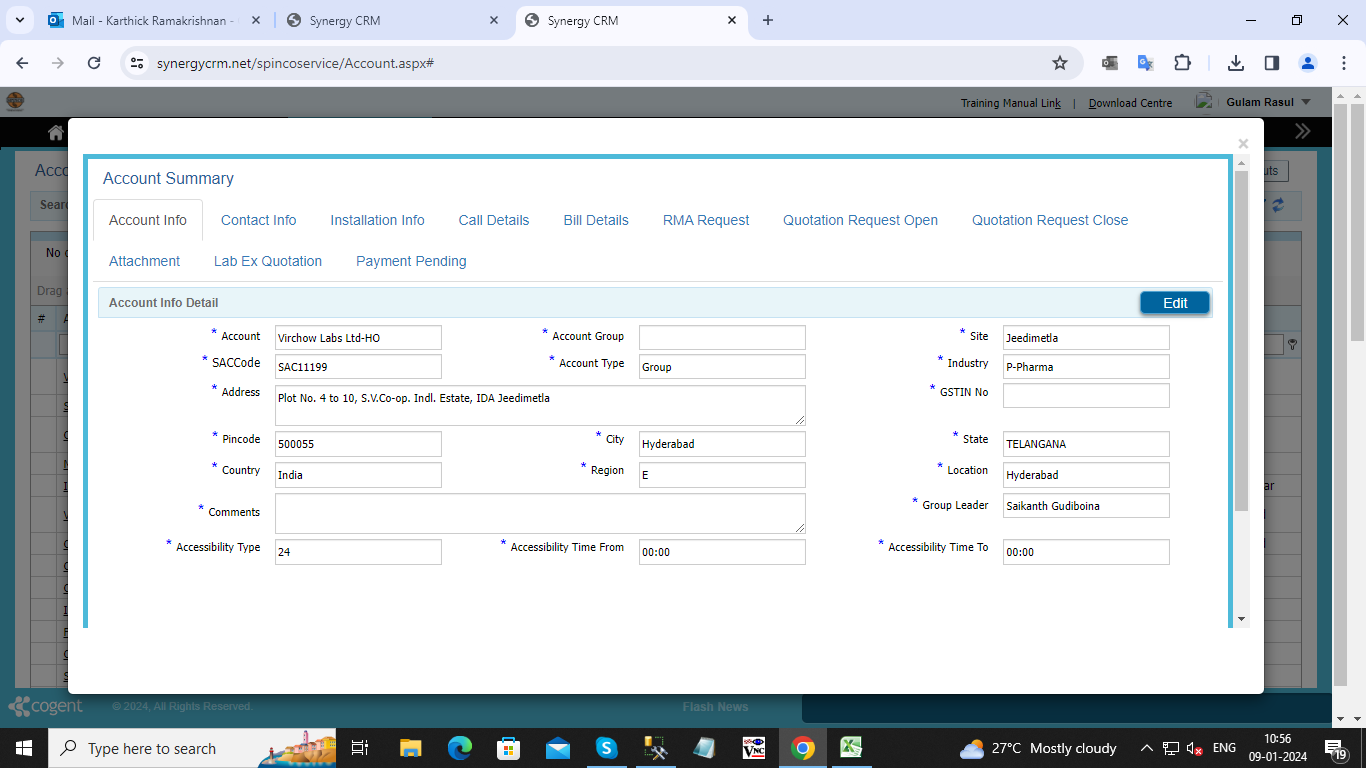 Mail - Karthick Ramakrishnan -
Synergy CRM
Synergy CRM
synergycrm.net/spincoservice/Account.aspx#
Training Manual Link | Download Centre
Gulam Rasul
Account Summary
Account Info
Contact Info
Installation Info
Call Details
Bill Details
RMA Request
Quotation Request Open
Quotation Request Close
Attachment
Lab Ex Quotation
Payment Pending
Account Info Detail
Edit
* Account Virchow Labs Ltd-HO
* Account Group
* Site Jeedimetla
* SACCode SAC11199
* Account Type Group
* Industry P-Pharma
* Address Plot No. 4 to 10, S.V.Co-op. Indl. Estate, IDA Jeedimetla
* GSTIN No
* Pincode 500055
* City Hyderabad
* State TELANGANA
* Country India
* Region E
* Location Hyderabad
* Comments
* Group Leader Saikanth Gudiboina
* Accessibility Type 24
* Accessibility Time From 00:00
* Accessibility Time To 00:00
No
Drag
#
cogent
© 2024, All Rights Reserved.
Flash News
Type here to search
27°C Mostly cloudy
ENG
10:56
09-01-2024
19